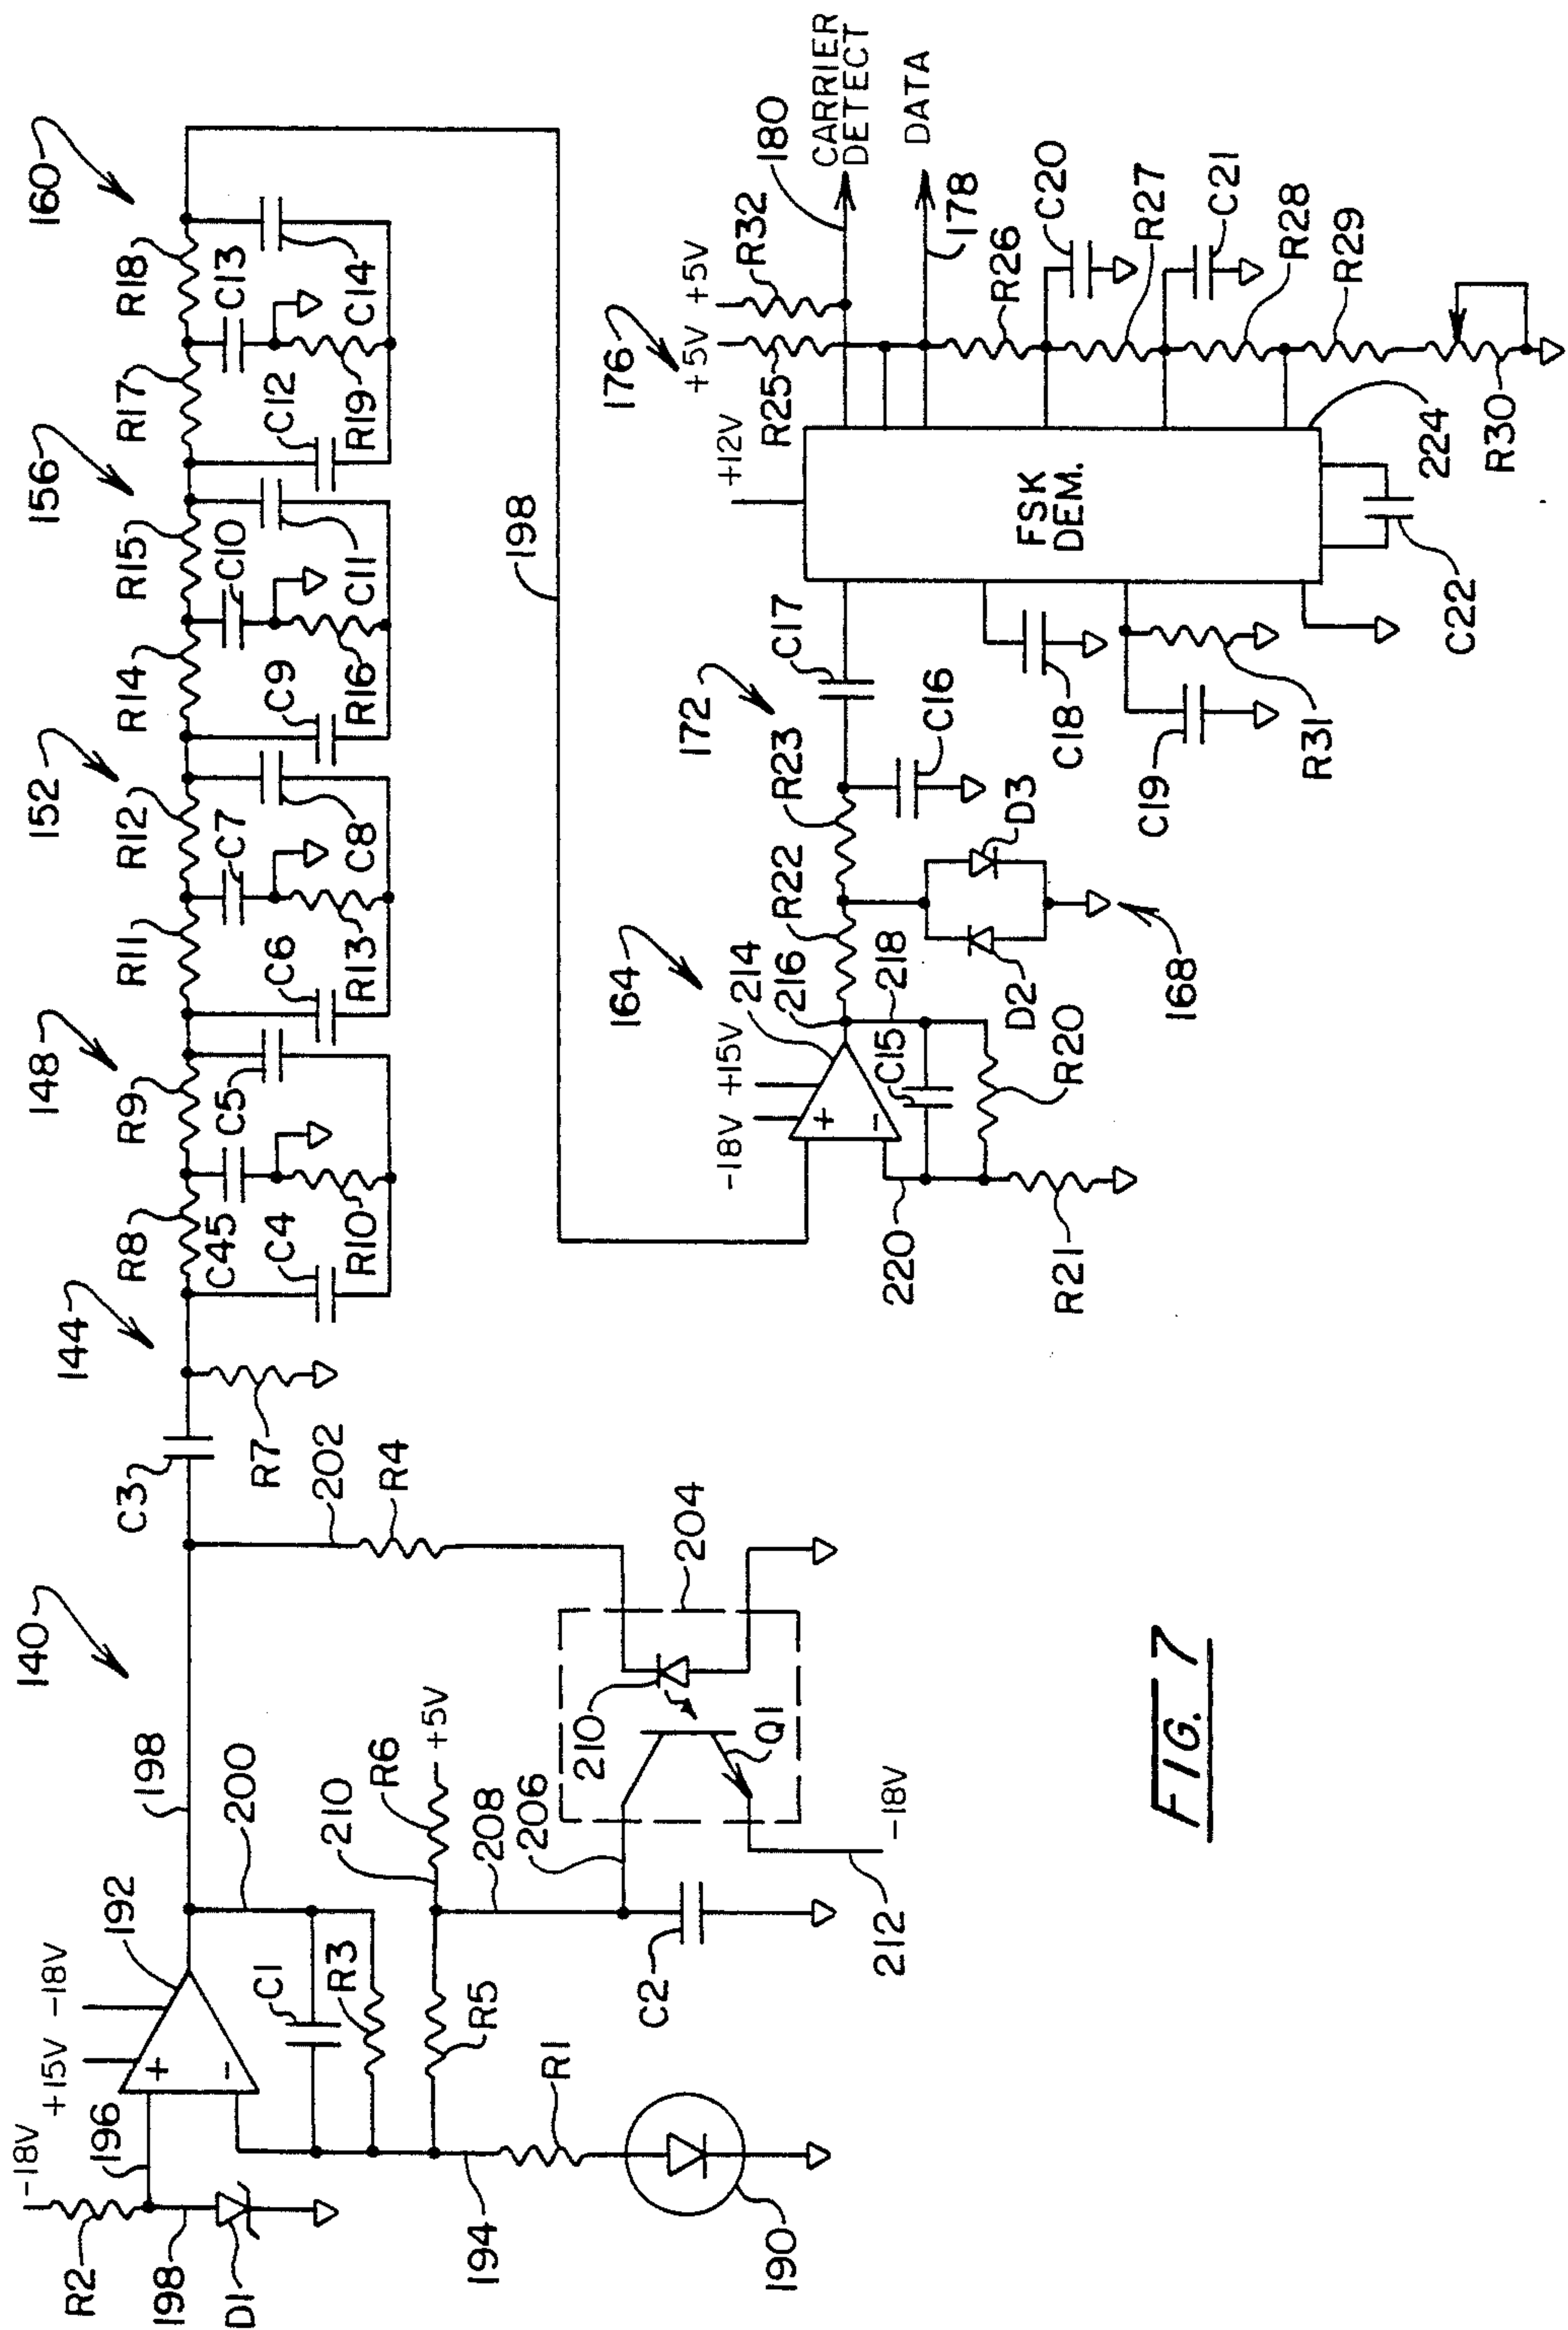 160
R18
C13
C14
R17
C12
R19
156
R15
C10
C11
R14
C9
R16
152
R12
C7
C8
R11
C6
R13
148
R9
C5
C45
R8
C4
R10
144
C3
R7
202
R4
140
198
200
192
-18V
+15V
C1
R3
-18V
196
R2
198
D1
+
-
R5
R1
194
190
210
R6
+5V
208
206
C2
210
Q1
204
212
-18V
198
164
-18V
+15V
214
216
218
+
-
C15
R20
220
R21
R22
R23
172
C17
C16
D2
D3
168
C18
C19
R31
FSK
DEM.
C22
224
+12V
176
+5V
+5V
R25
R32
180
CARRIER
DETECT
DATA
178
R26
C20
R27
C21
R28
R29
R30
FIG. 7